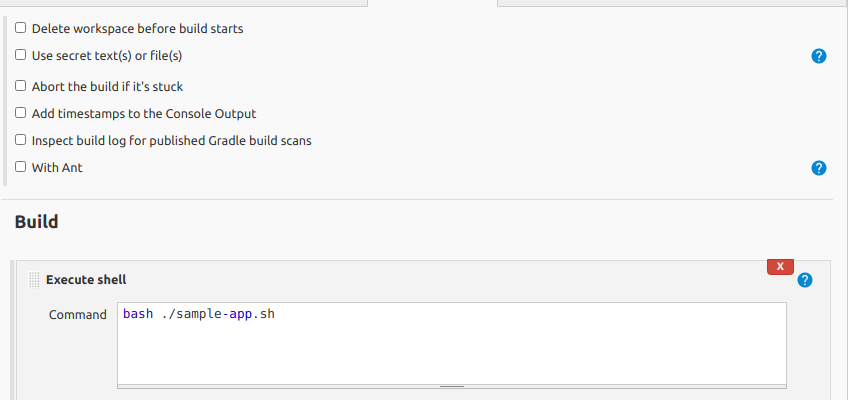 Delete workspace before build starts
Use secret text(s) or file(s)
?
Abort the build if it's stuck
Add timestamps to the Console Output
Inspect build log for published Gradle build scans
With Ant
?
Build
X
Execute shell
?
Command
bash ./sample-app.sh